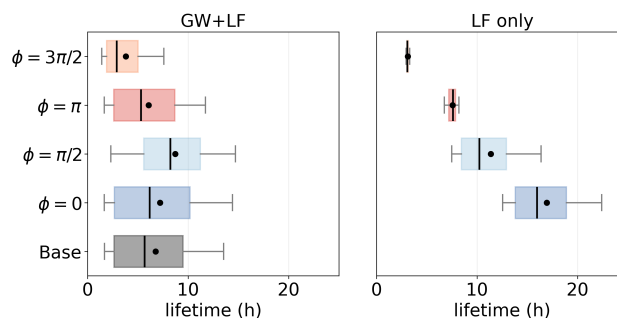 GW+LF
LF only
ϕ = 3π/2
ϕ = π
ϕ = π/2
ϕ = 0
Base
0 10 20
0 10 20
lifetime (h)
lifetime (h)